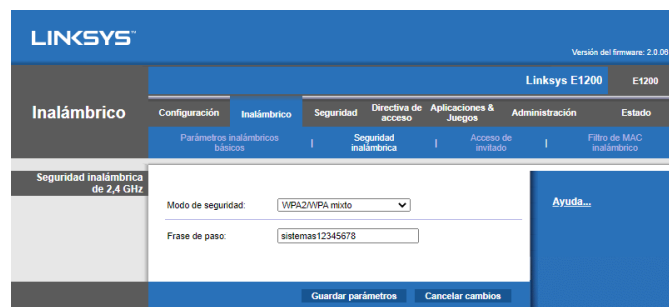 LINKSYS™
Versión del firmware: 2.0.06
Linksys E1200 E1200
Inalámbrico
Configuración Inalámbrico Seguridad Directiva de acceso Aplicaciones & Juegos Administración Estado
Parámetros inalámbricos básicos | Seguridad inalámbrica | Acceso de invitado | Filtro de MAC inalámbrico
Seguridad inalámbrica
de 2,4 GHz
Modo de seguridad: WPA2/WPA mixto
Frase de paso: sistemas12345678
Ayuda...
Guardar parámetros Cancelar cambios